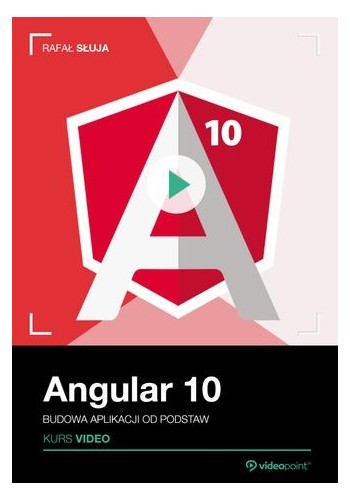 RAFAŁ SŁUJA
10
A
Angular 10
BUDOWA APLIKACJI OD PODSTAW
KURS VIDEO
videopoint